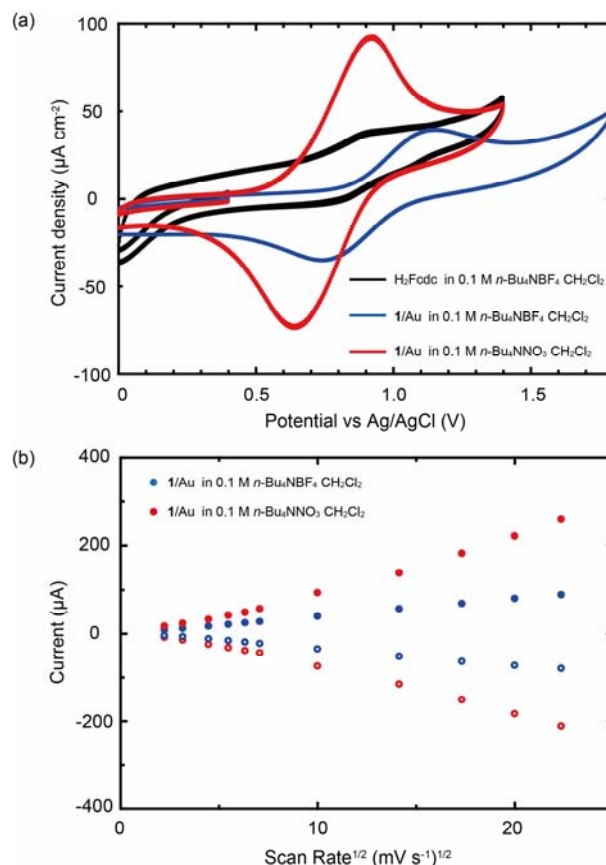 (a)
100
50
0
-50
-100
Current density (µA cm⁻²)
H₂Fcdc in 0.1 M n-Bu₄NBF₄ CH₂Cl₂
1/Au in 0.1 M n-Bu₄NBF₄ CH₂Cl₂
1/Au in 0.1 M n-Bu₄NNO₃ CH₂Cl₂
0 0.5 1.0 1.5
Potential vs Ag/AgCl (V)
(b)
400
200
0
-200
-400
Current (µA)
1/Au in 0.1 M n-Bu₄NBF₄ CH₂Cl₂
1/Au in 0.1 M n-Bu₄NNO₃ CH₂Cl₂
0 10 20
Scan Rate¹ᐟ² (mV s⁻¹)¹ᐟ²